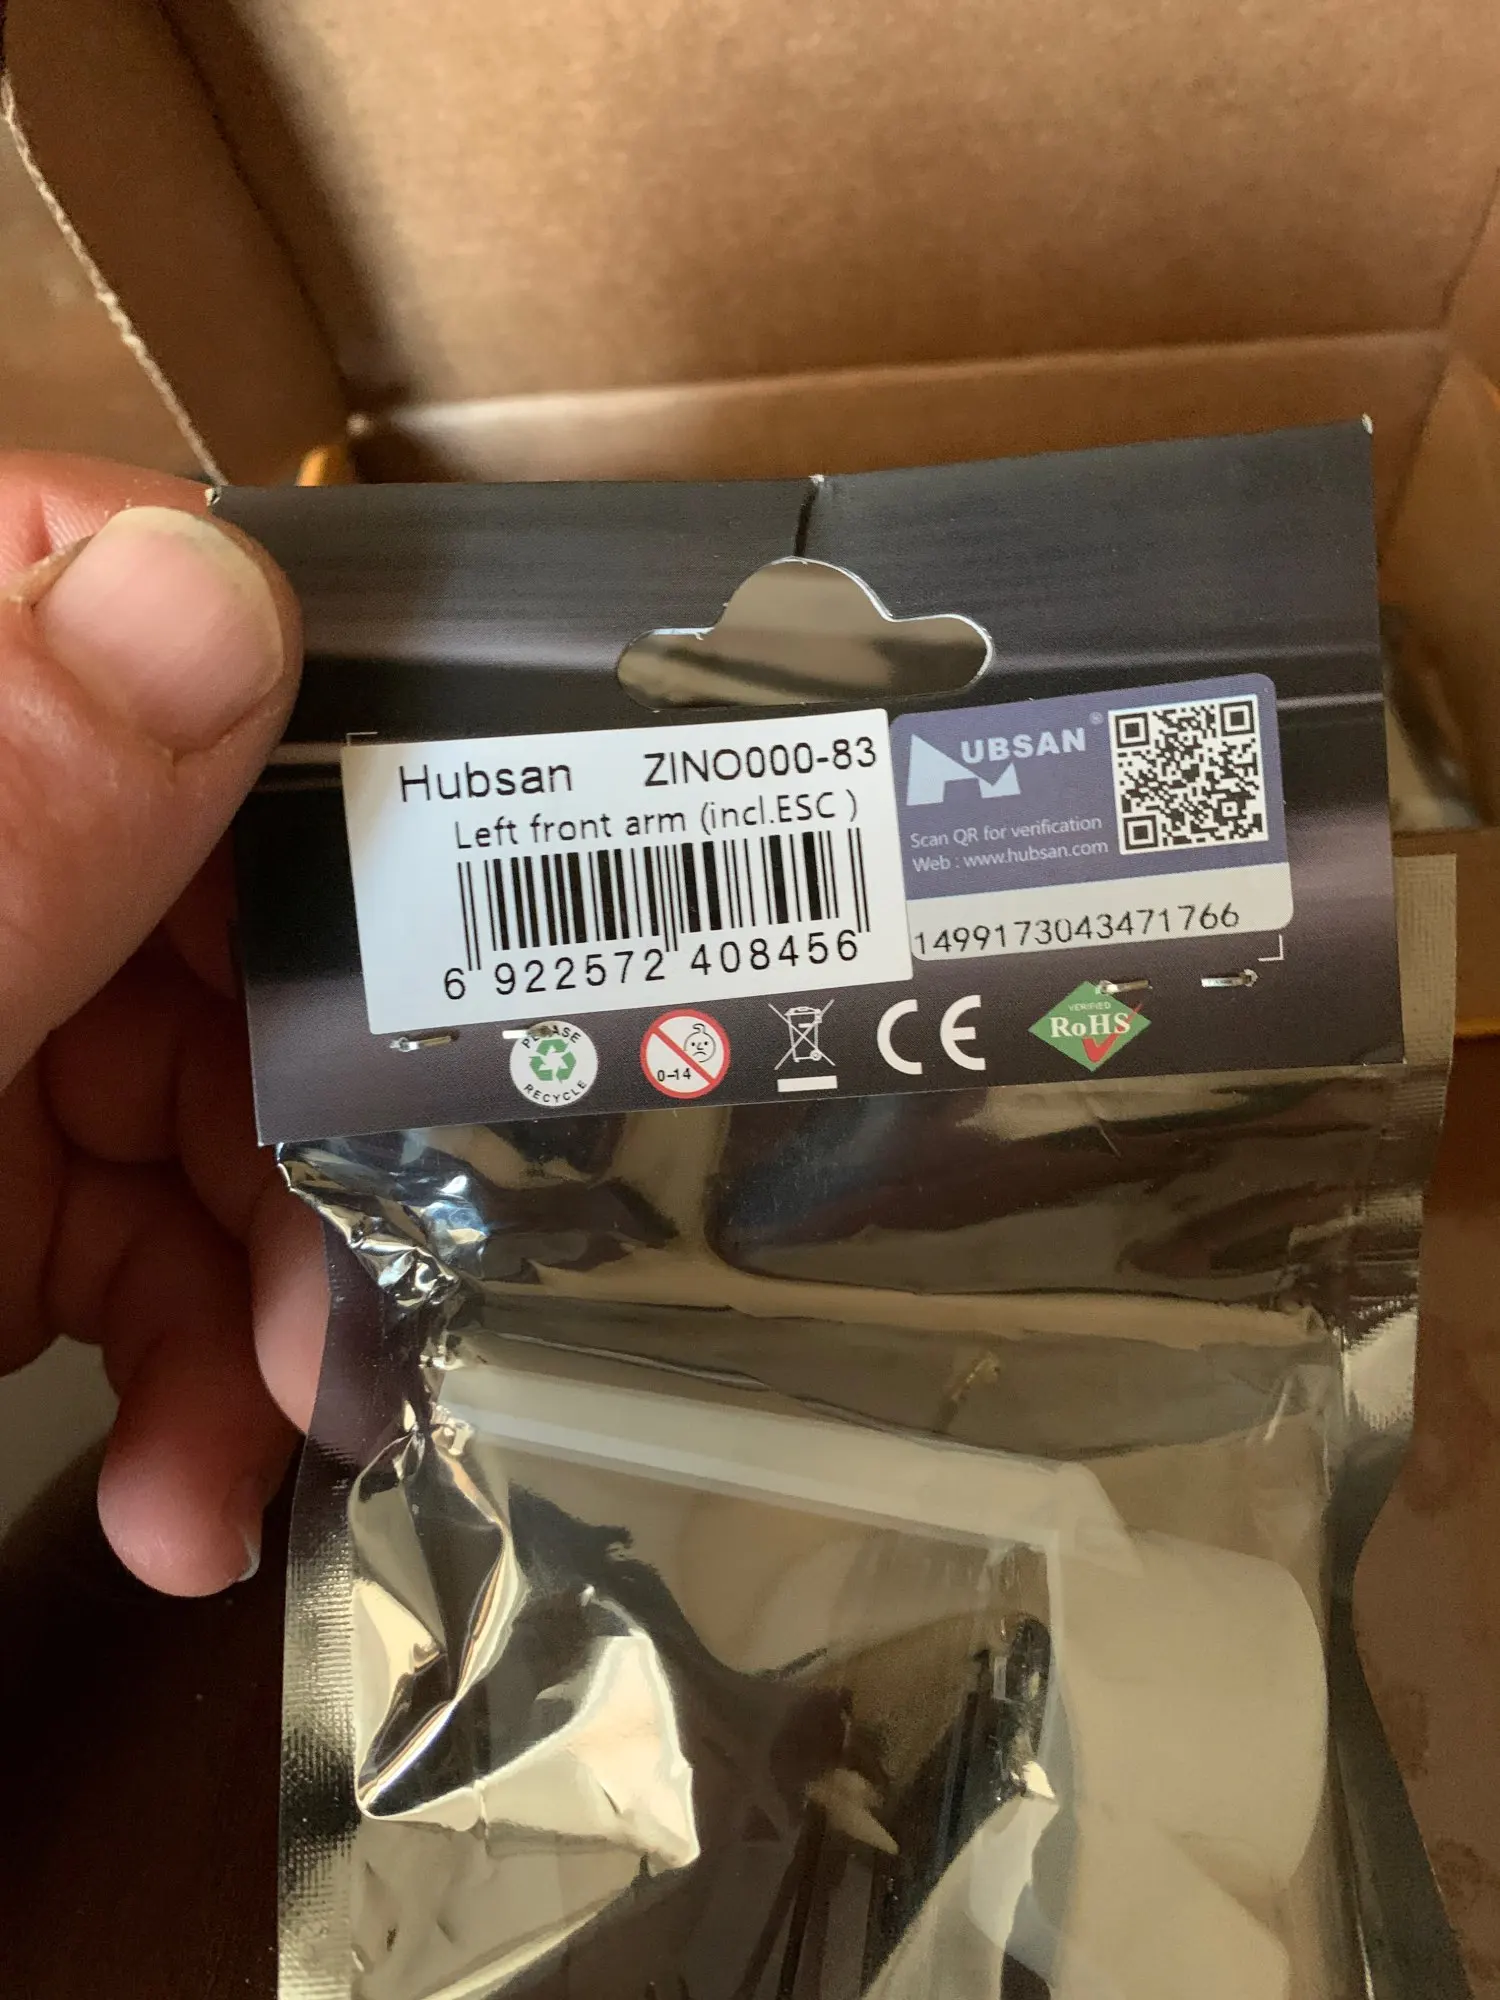 Hubsan ZINO000-83
Left front arm (incl.ESC )
6 922572 408456
HUBSAN®
Scan QR for verification
Web : www.hubsan.com
1499173043471766
PLEASE
RECYCLE
0-14
CE
VERIFIED
RoHS